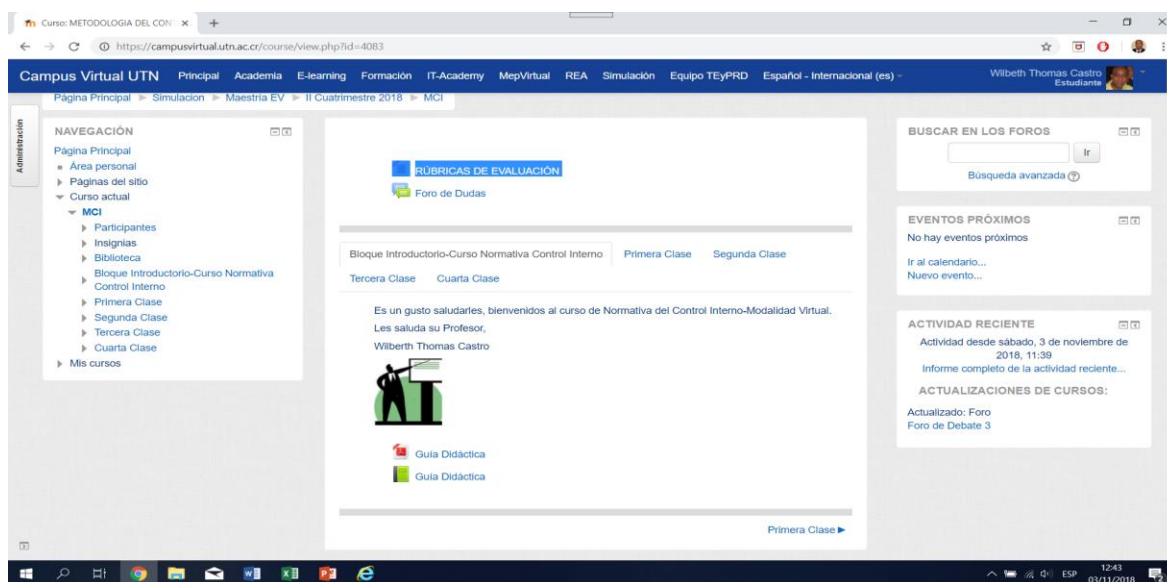 Curso: METODOLOGIA DEL CON
https://campusvirtual.utn.ac.cr/course/view.php?id=4083
Campus Virtual UTN Principal Academia E-learning Formación IT-Academy MepVirtual REA Simulación Equipo TEyPRD Español - Internacional (es)
Wilbeth Thomas Castro
Estudiante
Página Principal Simulacion Maestria EV II Cuatrimestre 2018 MCI
Administración
NAVEGACIÓN
Página Principal
Área personal
Páginas del sitio
Curso actual
MCI
Participantes
Insignias
Biblioteca
Bloque Introductorio-Curso Normativa
Control Interno
Primera Clase
Segunda Clase
Tercera Clase
Cuarta Clase
Mis cursos
RÚBRICAS DE EVALUACIÓN
Foro de Dudas
Bloque Introductorio-Curso Normativa Control Interno Primera Clase Segunda Clase
Tercera Clase Cuarta Clase
Es un gusto saludarles, bienvenidos al curso de Normativa del Control Interno-Modalidad Virtual.
Les saluda su Profesor,
Wilberth Thomas Castro
Guía Didáctica
Guía Didáctica
Primera Clase
BUSCAR EN LOS FOROS
Ir
Búsqueda avanzada
EVENTOS PRÓXIMOS
No hay eventos próximos
Ir al calendario...
Nuevo evento...
ACTIVIDAD RECIENTE
Actividad desde sábado, 3 de noviembre de
2018, 11:39
Informe completo de la actividad reciente...
ACTUALIZACIONES DE CURSOS:
Actualizado: Foro
Foro de Debate 3
ESP
12:43
03/11/2018